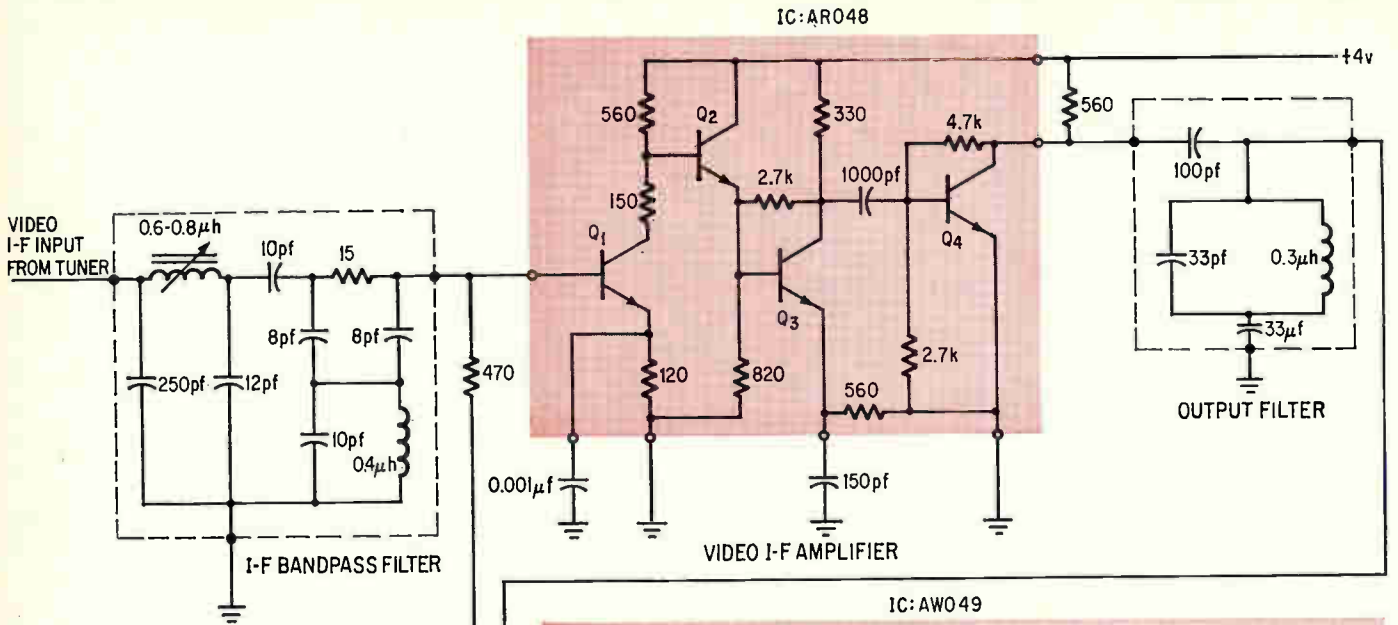 IC:AR048
+4v
560
Q2
330
560
4.7k
2.7k
1000pf
100pf
150
VIDEO
I-F INPUT
FROM TUNER
0.6-0.8μh
10pf
15
Q1
Q4
33pf
0.3μh
Q3
8pf
8pf
33μf
250pf
12pf
470
120
820
2.7k
560
OUTPUT FILTER
10pf
0.4μh
0.001μf
150pf
I-F BANDPASS FILTER
VIDEO I-F AMPLIFIER
IC:AW049